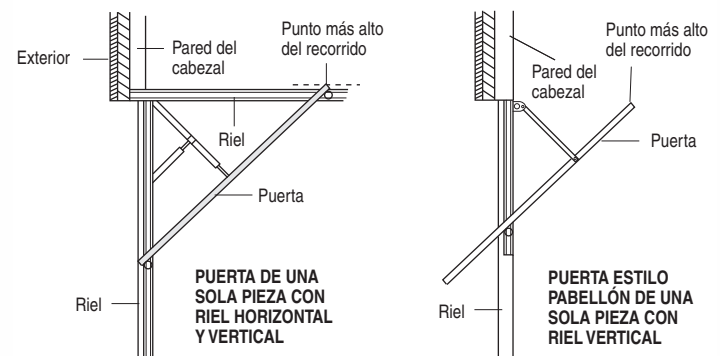 Exterior
Pared del
cabezal
Punto más alto
del recorrido
Riel
Puerta
Riel
PUERTA DE UNA
SOLA PIEZA CON
RIEL HORIZONTAL
Y VERTICAL
Pared del
cabezal
Punto más alto
del recorrido
Puerta
Riel
PUERTA ESTILO
PABELLÓN DE UNA
SOLA PIEZA CON
RIEL VERTICAL